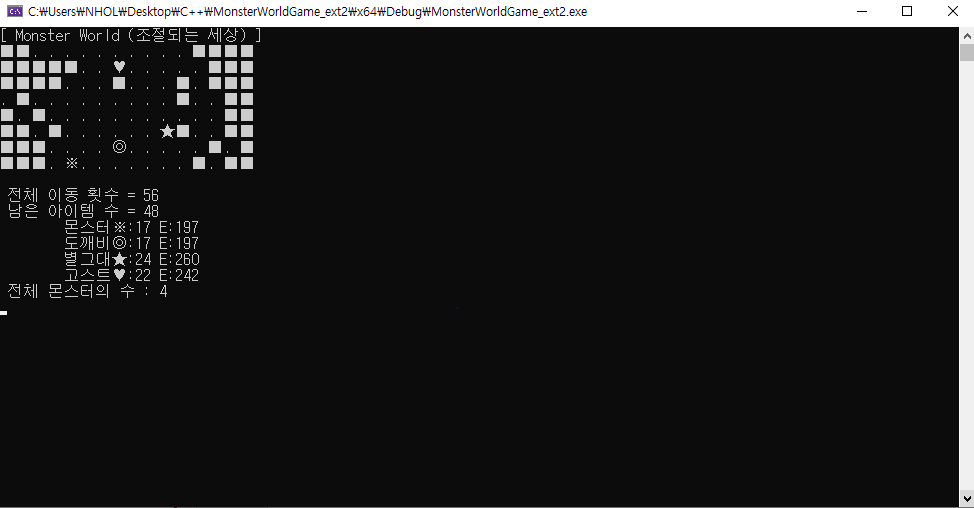 C:\Users\NHOL\Desktop\C++\MonsterWorldGame_ext2\x64\Debug\MonsterWorldGame_ext2.exe
[ Monster World (조절되는 세상) ]
■■. . . . . . . . . . ■■■■
■■■■■. . ♥. . . . . ■■■
■■■■. . . ■. . . ■. ■■■
. ■. . . . . . . . . ■. . ■■
■. ■. . . . . . . . . . . ■■
■■. ■. . . . . . ★■. . ■■
■■■. . . . ◎. . . . . ■. ■
■■■. ※. . . . . . . ■. ■■
전체 이동 횟수 = 56
남은 아이템 수 = 48
몬스터※:17 E:197
도깨비◎:17 E:197
별그대★:24 E:260
고스트♥:22 E:242
전체 몬스터의 수 : 4